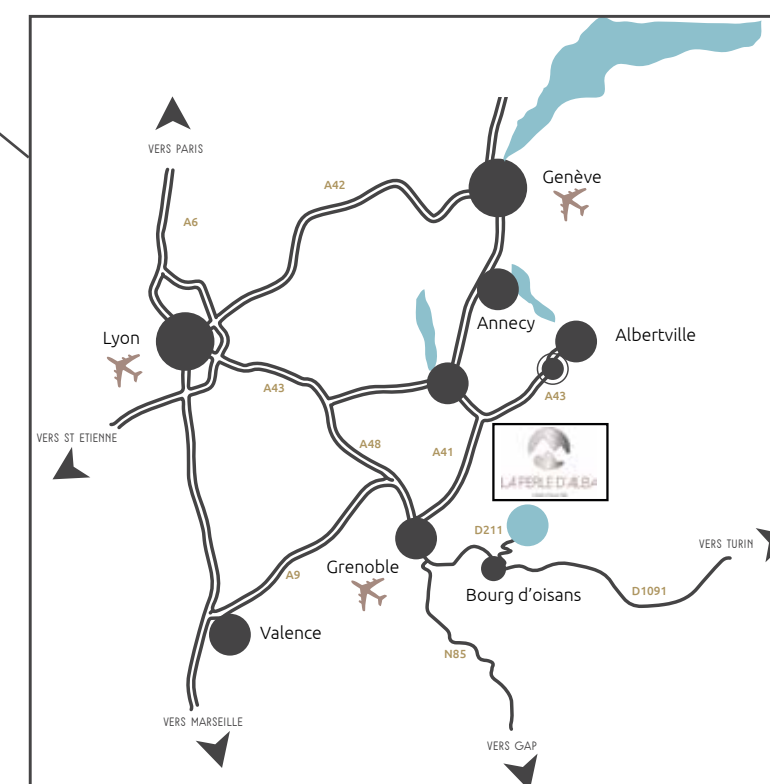 VERS PARIS
A42
Genève
A6
Annecy
Albertville
Lyon
A43
A43
VERS ST ETIENNE
A48
A41
LA PERLE D'ALBA
D211
VERS TURIN
Grenoble
A9
Bourg d'oisans
D1091
Valence
N85
VERS MARSEILLE
VERS GAP